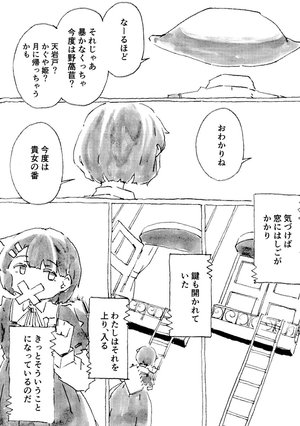 なーるほど
それじゃあ
暴かなくっちゃ
今度は野蒿苣?
天岩戸?
かぐや姫?
月に帰っちゃう
かも
おわかりね
今度は
貴女の番
気づけば
窓にはしごが
かかり
鍵も開かれて
いた
わたしはそれを
上り、入る
きっとそういうこと
になっているのだ